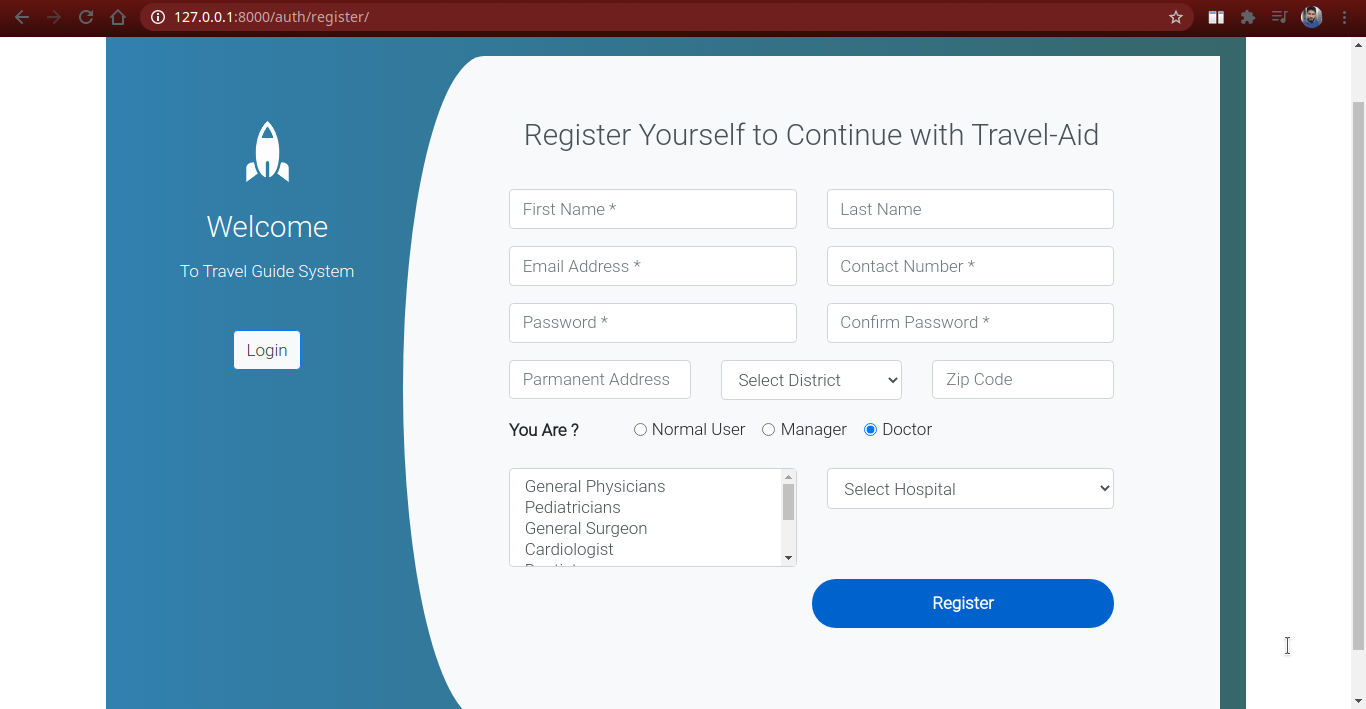 127.0.0.1:8000/auth/register/
Register Yourself to Continue with Travel-Aid
Welcome
To Travel Guide System
Login
First Name *
Last Name
Email Address *
Contact Number *
Password *
Confirm Password *
Parmanent Address
Select District
Zip Code
You Are ?
Normal User
Manager
Doctor
General Physicians
Pediatricians
General Surgeon
Cardiologist
Select Hospital
Register